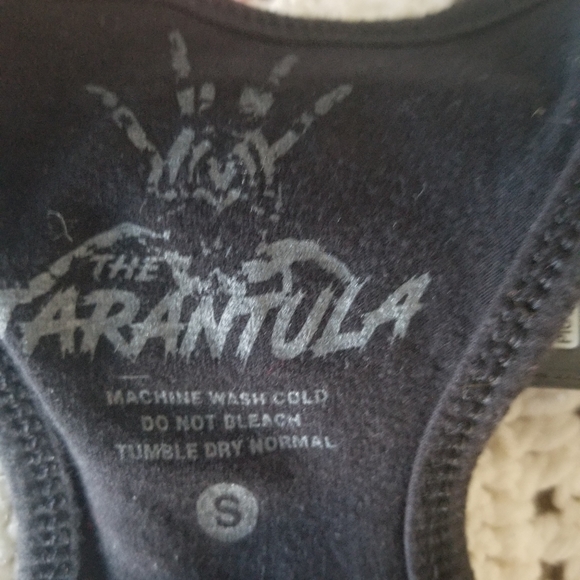 THE
TARANTULA
MACHINE WASH COLD
DO NOT BLEACH
TUMBLE DRY NORMAL
S